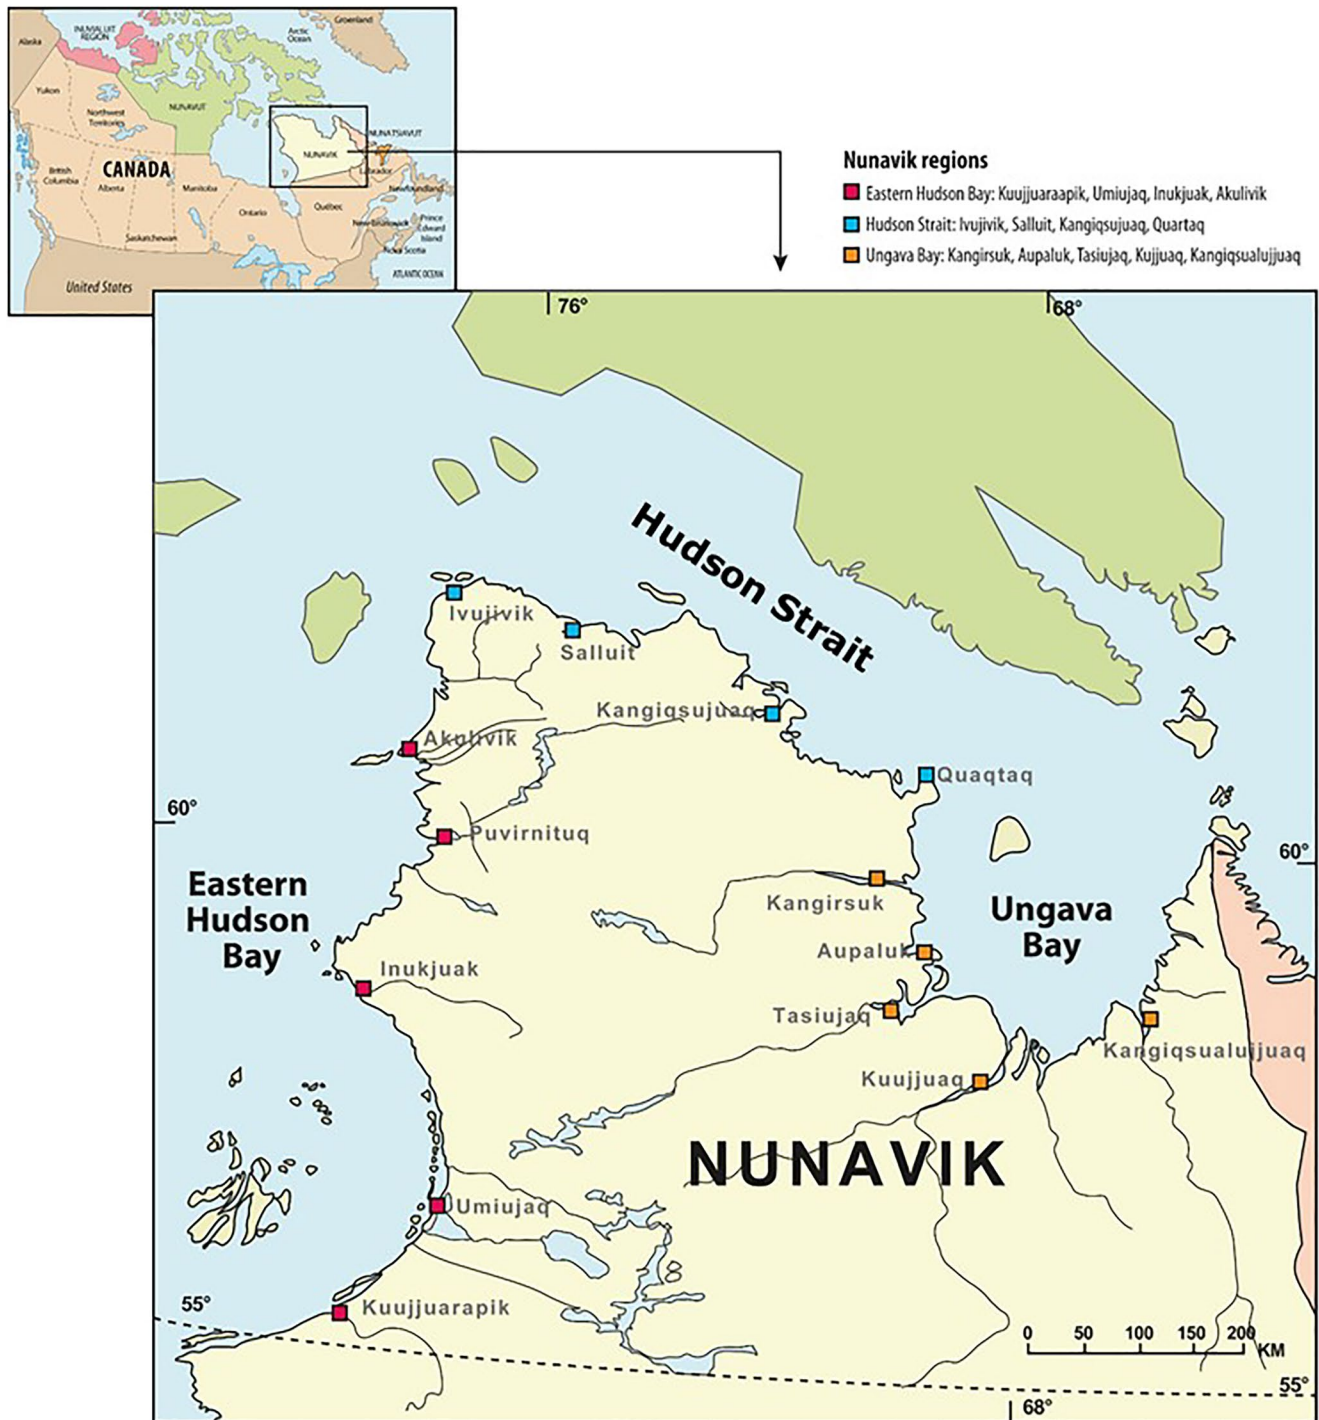 Alaska
INUVIALUIT
REGION
Arctic
Ocean
Groenland
Yukon
Northwest
Territories
NUNAVUT
NUNATSIAVUT
NUNAVIK
CANADA
British
Columbia
Alberta
Manitoba
Labrador
Newfoundland
Saskatchewan
Ontario
Québec
New-Brunswick
Prince
Edward
Island
Nova Scotia
ATLANTIC OCEAN
United States
Nunavik regions
Eastern Hudson Bay: Kuujjuaraapik, Umiujaq, Inukjuak, Akulivik
Hudson Strait: Ivujivik, Salluit, Kangiqsujuaq, Quartaq
Ungava Bay: Kangirsuk, Aupaluk, Tasiujaq, Kujjuaq, Kangiqsualujjuaq
76°
68°
Hudson Strait
Ivujivik
Salluit
Kangiqsujuaq
Akulivik
Quaqtaq
60°
Puvirnituq
60°
Eastern
Hudson
Bay
Kangirsuk
Ungava
Bay
Aupaluk
Inukjuak
Tasiujaq
Kangiqsualujjuaq
Kuujjuaq
NUNAVIK
Umiujaq
55°
Kuujjuarapik
0 50 100 150 200
KM
55°
68°